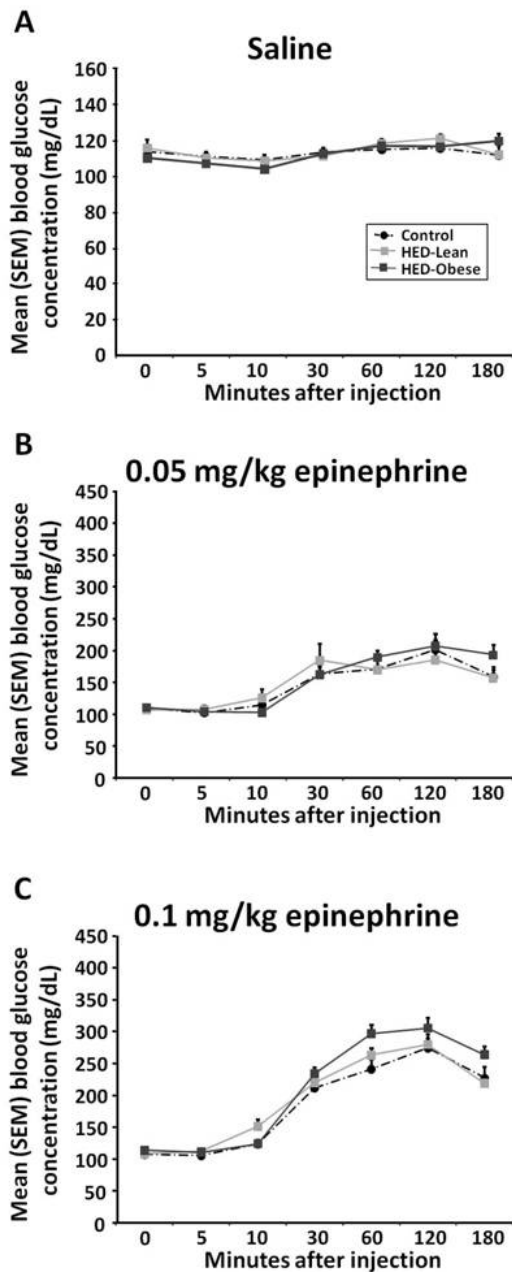 A
Saline
Mean (SEM) blood glucose
concentration (mg/dL)
160
140
120
100
80
60
40
20
0
Control
HED-Lean
HED-Obese
0 5 10 30 60 120 180
Minutes after injection
B
0.05 mg/kg epinephrine
Mean (SEM) blood glucose
concentration (mg/dL)
450
400
350
300
250
200
150
100
50
0
0 5 10 30 60 120 180
Minutes after injection
C
0.1 mg/kg epinephrine
Mean (SEM) blood glucose
concentration (mg/dL)
450
400
350
300
250
200
150
100
50
0
0 5 10 30 60 120 180
Minutes after injection